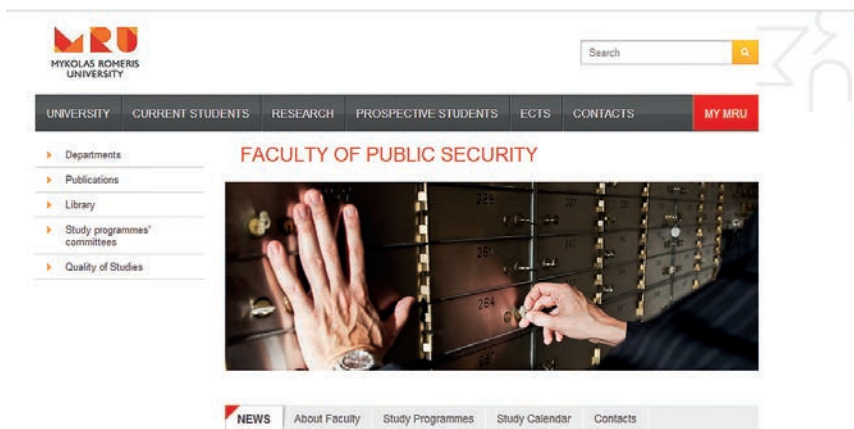 MRU
MYKOLAS ROMERIS
UNIVERSITY
Search
UNIVERSITY CURRENT STUDENTS RESEARCH PROSPECTIVE STUDENTS ECTS CONTACTS MY MRU
Departments
Publications
Library
Study programmes'
committees
Quality of Studies
FACULTY OF PUBLIC SECURITY
264
NEWS About Faculty Study Programmes Study Calendar Contacts